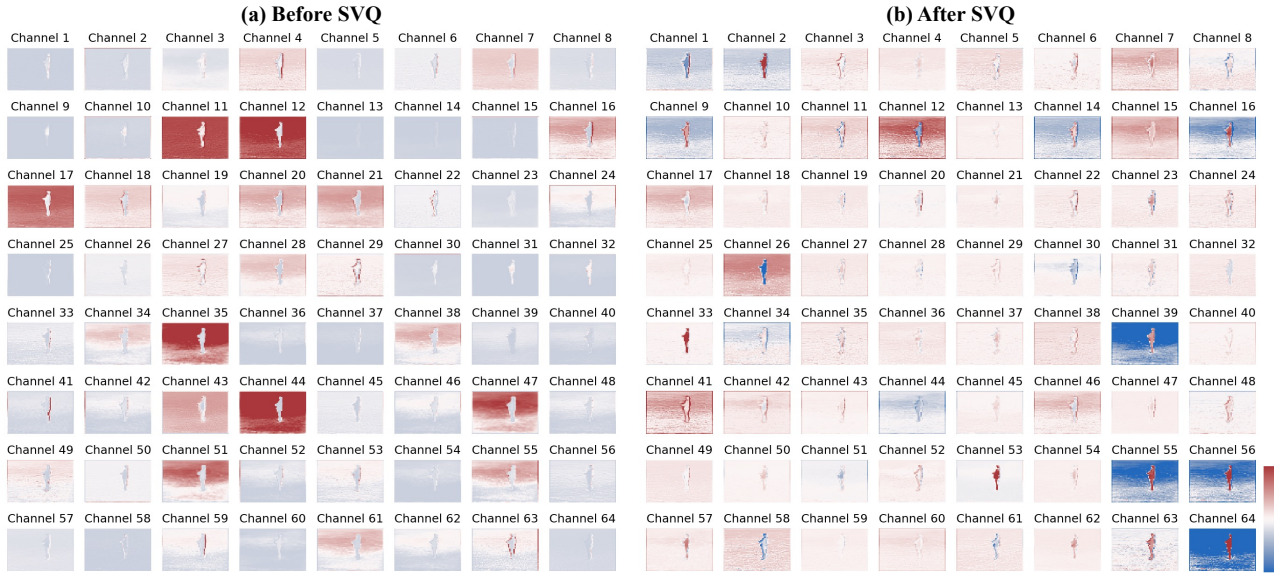 (a) Before SVQ (b) After SVQ
Channel 1 Channel 2 Channel 3 Channel 4 Channel 5 Channel 6 Channel 7 Channel 8 Channel 1 Channel 2 Channel 3 Channel 4 Channel 5 Channel 6 Channel 7 Channel 8
Channel 9 Channel 10 Channel 11 Channel 12 Channel 13 Channel 14 Channel 15 Channel 16 Channel 9 Channel 10 Channel 11 Channel 12 Channel 13 Channel 14 Channel 15 Channel 16
Channel 17 Channel 18 Channel 19 Channel 20 Channel 21 Channel 22 Channel 23 Channel 24 Channel 17 Channel 18 Channel 19 Channel 20 Channel 21 Channel 22 Channel 23 Channel 24
Channel 25 Channel 26 Channel 27 Channel 28 Channel 29 Channel 30 Channel 31 Channel 32 Channel 25 Channel 26 Channel 27 Channel 28 Channel 29 Channel 30 Channel 31 Channel 32
Channel 33 Channel 34 Channel 35 Channel 36 Channel 37 Channel 38 Channel 39 Channel 40 Channel 33 Channel 34 Channel 35 Channel 36 Channel 37 Channel 38 Channel 39 Channel 40
Channel 41 Channel 42 Channel 43 Channel 44 Channel 45 Channel 46 Channel 47 Channel 48 Channel 41 Channel 42 Channel 43 Channel 44 Channel 45 Channel 46 Channel 47 Channel 48
Channel 49 Channel 50 Channel 51 Channel 52 Channel 53 Channel 54 Channel 55 Channel 56 Channel 49 Channel 50 Channel 51 Channel 52 Channel 53 Channel 54 Channel 55 Channel 56
Channel 57 Channel 58 Channel 59 Channel 60 Channel 61 Channel 62 Channel 63 Channel 64 Channel 57 Channel 58 Channel 59 Channel 60 Channel 61 Channel 62 Channel 63 Channel 64